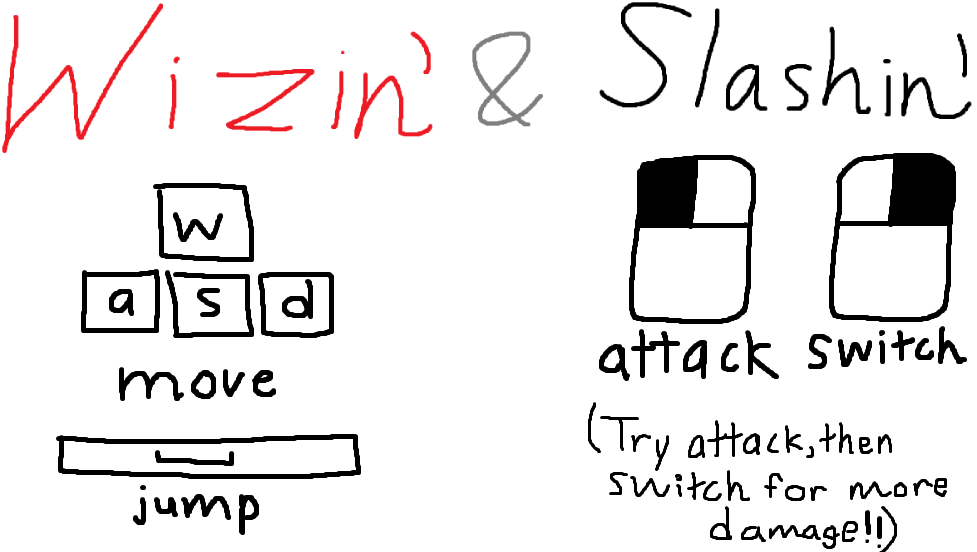 Wizin' & Slashin'
w
a s d
move
jump
attack switch
(Try attack, then
switch for more
damage!!)